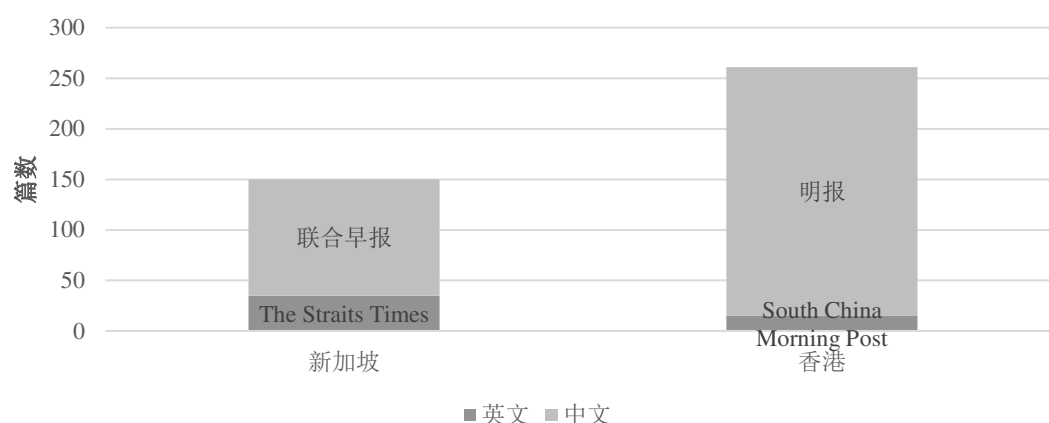 300
250
200
150
100
50
0
篇数
联合早报
The Straits Times
明报
South China
Morning Post
新加坡
香港
英文 中文